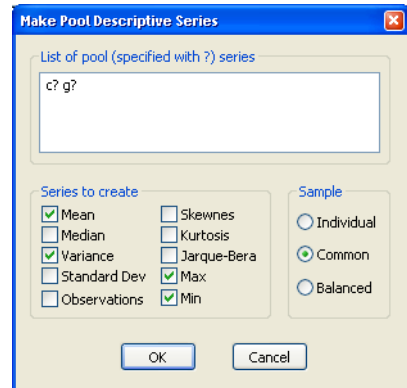 Make Pool Descriptive Series
List of pool (specified with ?) series
c? g?
Series to create
Mean
Median
Variance
Standard Dev
Observations
Skewnes
Kurtosis
Jarque-Bera
Max
Min
Sample
Individual
Common
Balanced
OK
Cancel